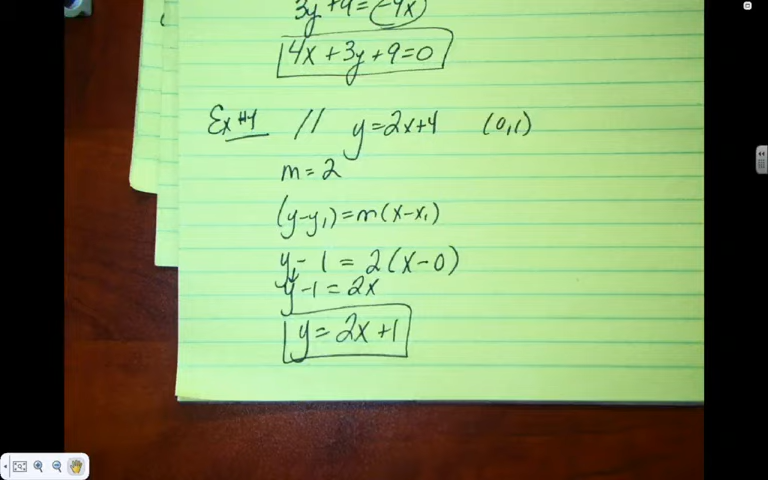 3y+9=(-4x)
4x+3y+9=0
Ex #4 // y=2x+4 (0,1)
m=2
(y-y₁)=m(x-x₁)
y-1=2(x-0)
y-1=2x
y=2x+1